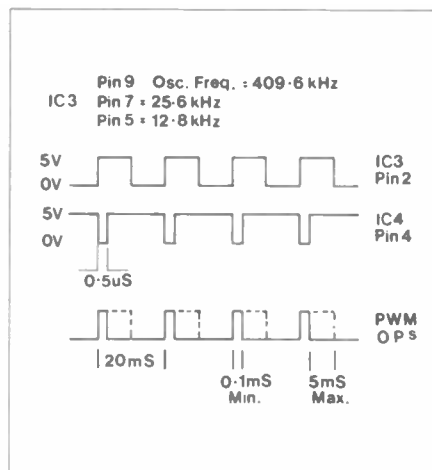 Pin 9 Osc. Freq. : 409·6 kHz
IC3 Pin 7 = 25·6 kHz
Pin 5 = 12·8 kHz
5V
0V
IC3
Pin 2
5V
0V
IC4
Pin 4
0·5uS
PWM
OPS
20mS
0·1mS
Min.
5mS
Max.